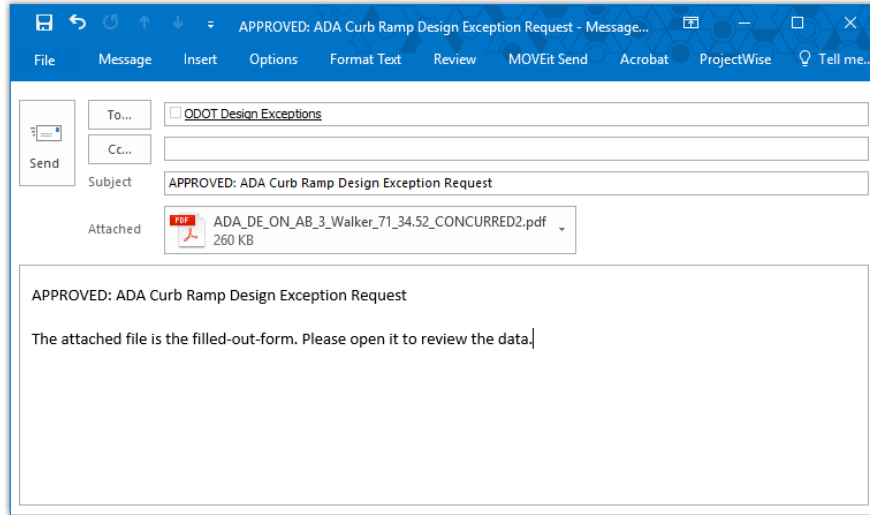 APPROVED: ADA Curb Ramp Design Exception Request - Message...
File Message Insert Options Format Text Review MOVEit Send Acrobat ProjectWise Tell me...
To... ODOT Design Exceptions
Cc...
Send
Subject APPROVED: ADA Curb Ramp Design Exception Request
Attached PDF ADA_DE_ON_AB_3_Walker_71_34.52_CONCURRED2.pdf
260 KB
APPROVED: ADA Curb Ramp Design Exception Request
The attached file is the filled-out-form. Please open it to review the data.